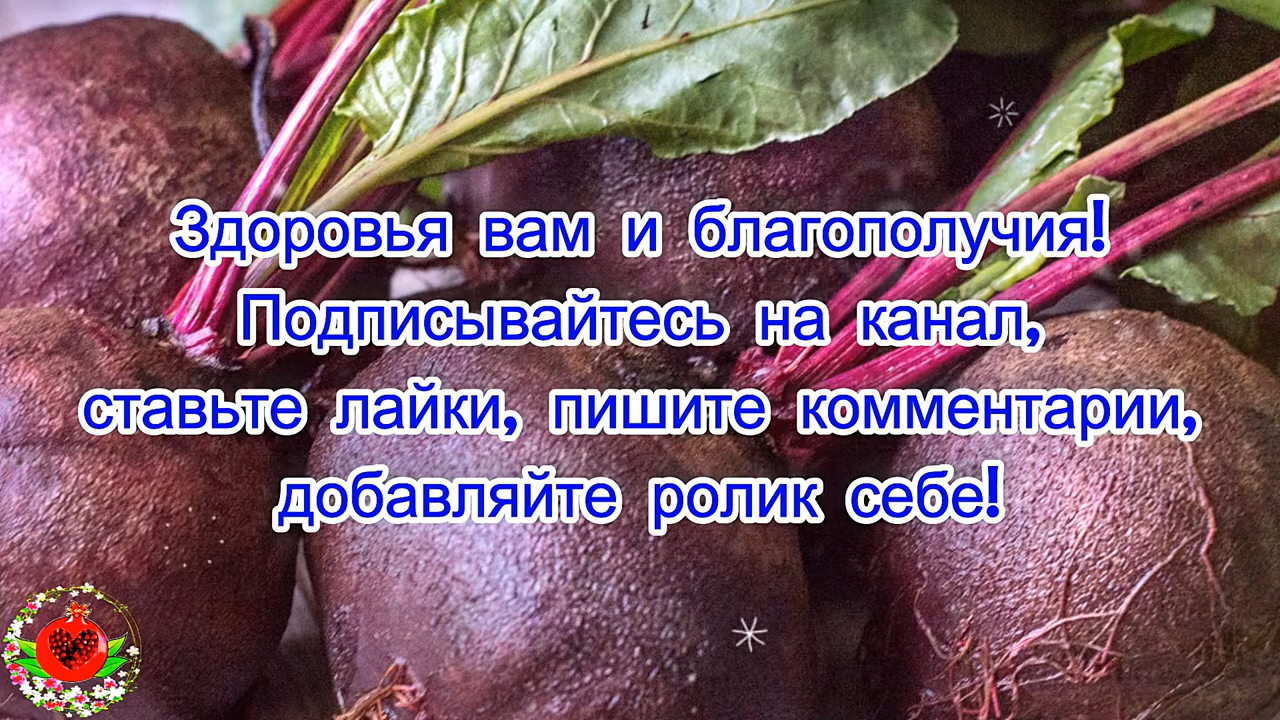 Здоровья вам и благополучия!
Подписывайтесь на канал,
ставьте лайки, пишите комментарии,
добавляйте ролик себе!